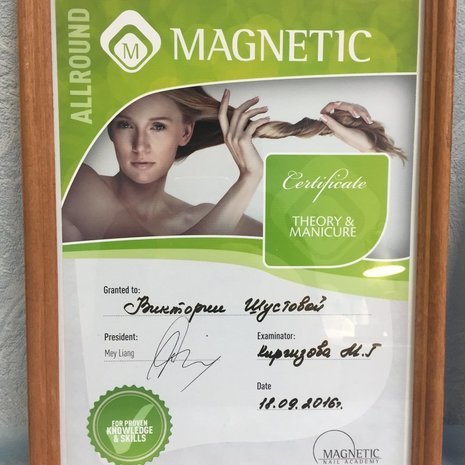 ALLROUND
M MAGNETIC
Certificate
THEORY &
MANICURE
Granted to:
Виктории Шустовой
President:
Mey Liang
Examinator:
Киргизова М.Г
Date
18.09.2016г.
FOR PROVEN
KNOWLEDGE
& SKILLS
MAGNETIC
NAIL ACADEMY